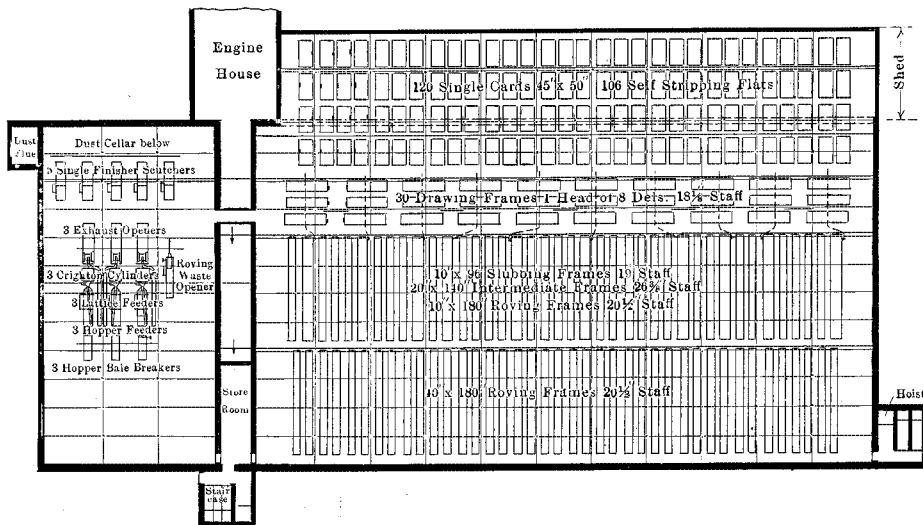 Engine
House
Shed
120 Single Cards 45" x 50" 106 Self Stripping Flats
Dust
Flue
Dust Cellar below
5 Single Finisher Scutchers
30 Drawing Frames 1 Head of 8 Dels. 18⅛ Staff
3 Exhaust Openers
3 Crighton Cylinders
Roving
Waste
Opener
3 Lattice Feeders
3 Hopper Feeders
3 Hopper Bale Breakers
10" x 96 Slubbing Frames 19 Staff
20" x 140 Intermediate Frames Staff
10" x 180 Roving Frames 20½ Staff
Store
Room
x 180 Roving Frames 20½ Staff
Hoist
Stair
case